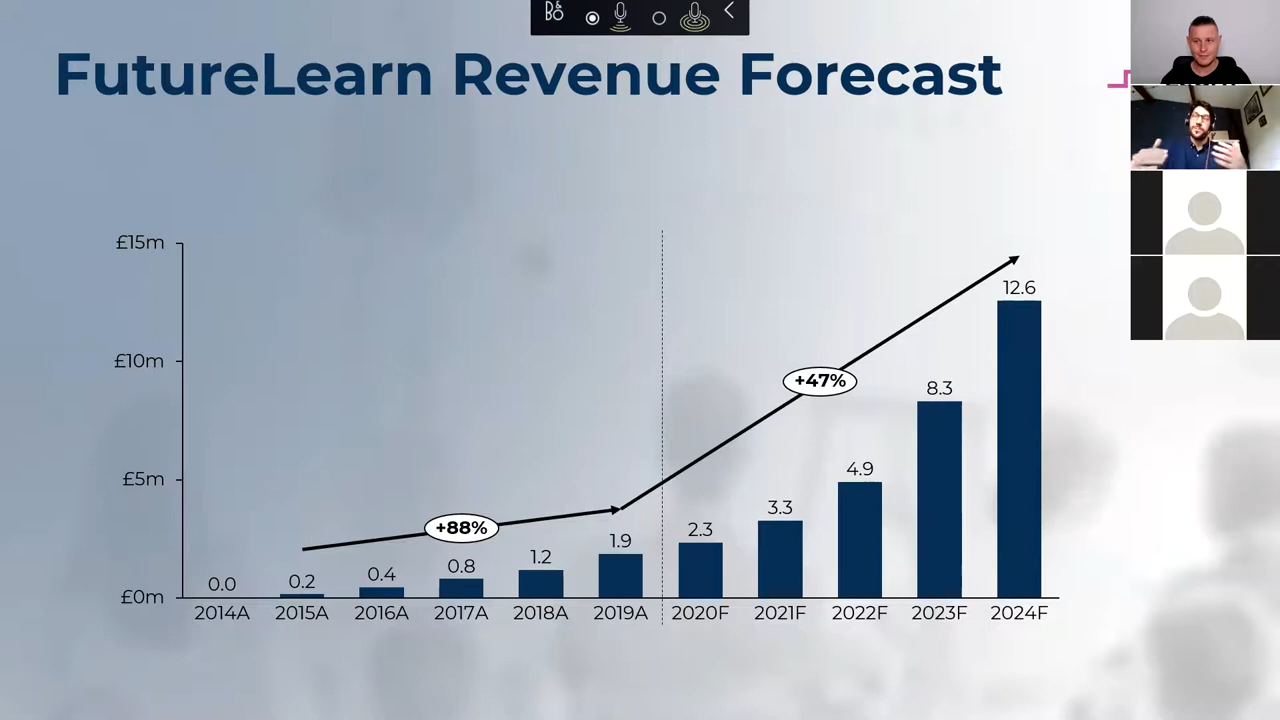 B&
BO
FutureLearn Revenue Forecast
£15m
£10m
£5m
£0m
+88%
+47%
0.0
0.2
0.4
0.8
1.2
1.9
2.3
3.3
4.9
8.3
12.6
2014A 2015A 2016A 2017A 2018A 2019A 2020F 2021F 2022F 2023F 2024F